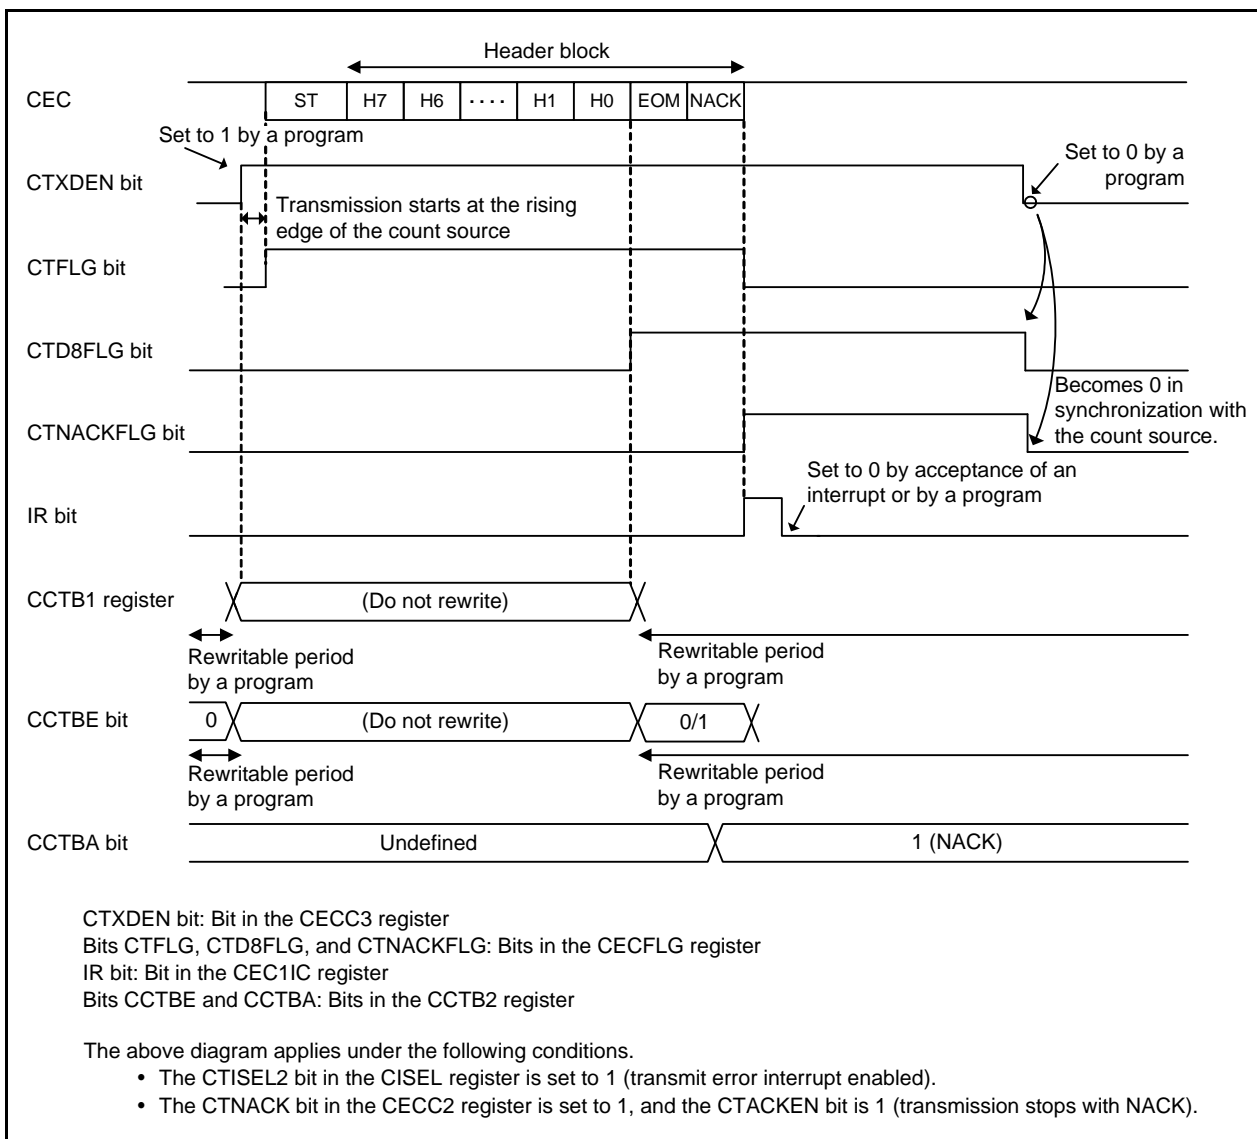 Header block
CEC
ST
H7
H6
....
H1
H0
EOM
NACK
Set to 1 by a program
CTXDEN bit
Set to 0 by a
program
Transmission starts at the rising
edge of the count source
CTFLG bit
CTD8FLG bit
Becomes 0 in
synchronization with
the count source.
CTNACKFLG bit
Set to 0 by acceptance of an
interrupt or by a program
IR bit
CCTB1 register
(Do not rewrite)
Rewritable period
by a program
Rewritable period
by a program
CCTBE bit
0
(Do not rewrite)
0/1
Rewritable period
by a program
Rewritable period
by a program
CCTBA bit
Undefined
1 (NACK)
CTXDEN bit: Bit in the CECC3 register
Bits CTFLG, CTD8FLG, and CTNACKFLG: Bits in the CECFLG register
IR bit: Bit in the CEC1IC register
Bits CCTBE and CCTBA: Bits in the CCTB2 register
The above diagram applies under the following conditions.
• The CTISEL2 bit in the CISEL register is set to 1 (transmit error interrupt enabled).
• The CTNACK bit in the CECC2 register is set to 1, and the CTACKEN bit is 1 (transmission stops with NACK).